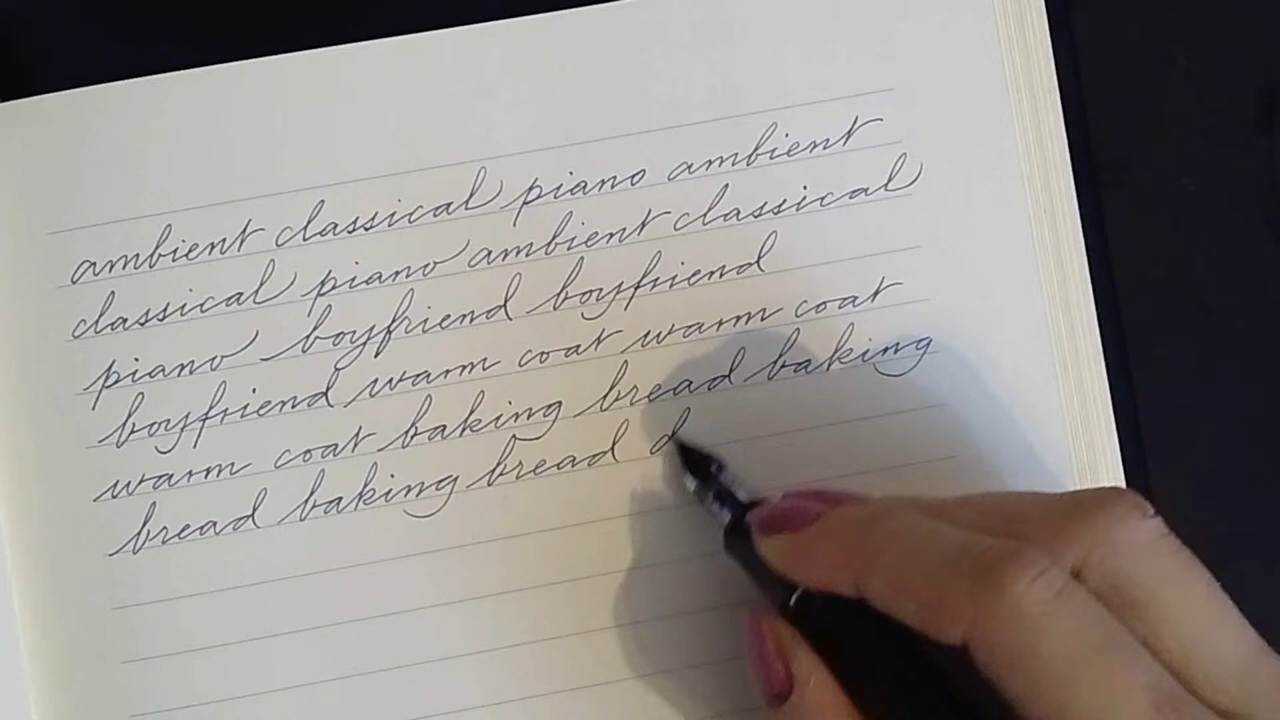 ambient classical piano ambient
classical piano ambient classical
piano boyfriend boyfriend
boyfriend warm coat warm coat
warm coat baking bread baking
bread baking bread d